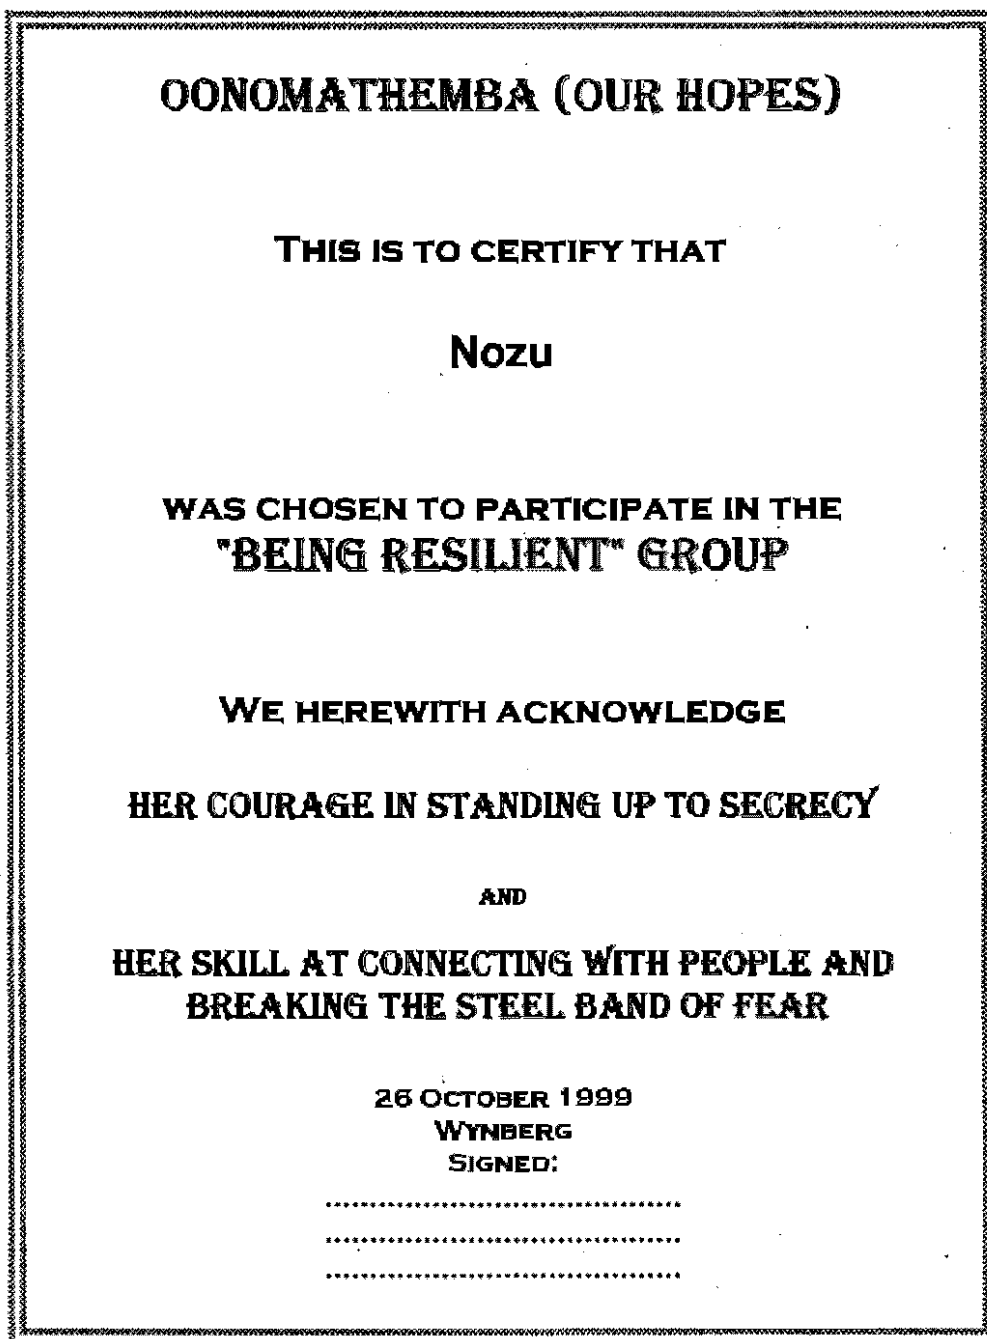 OONOMATHEMBA (OUR HOPES)
THIS IS TO CERTIFY THAT
Nozu
WAS CHOSEN TO PARTICIPATE IN THE
"BEING RESILIENT" GROUP
WE HEREWITH ACKNOWLEDGE
HER COURAGE IN STANDING UP TO SECRECY
AND
HER SKILL AT CONNECTING WITH PEOPLE AND
BREAKING THE STEEL BAND OF FEAR
26 OCTOBER 1999
WYNBERG
SIGNED:
........................................
........................................
........................................